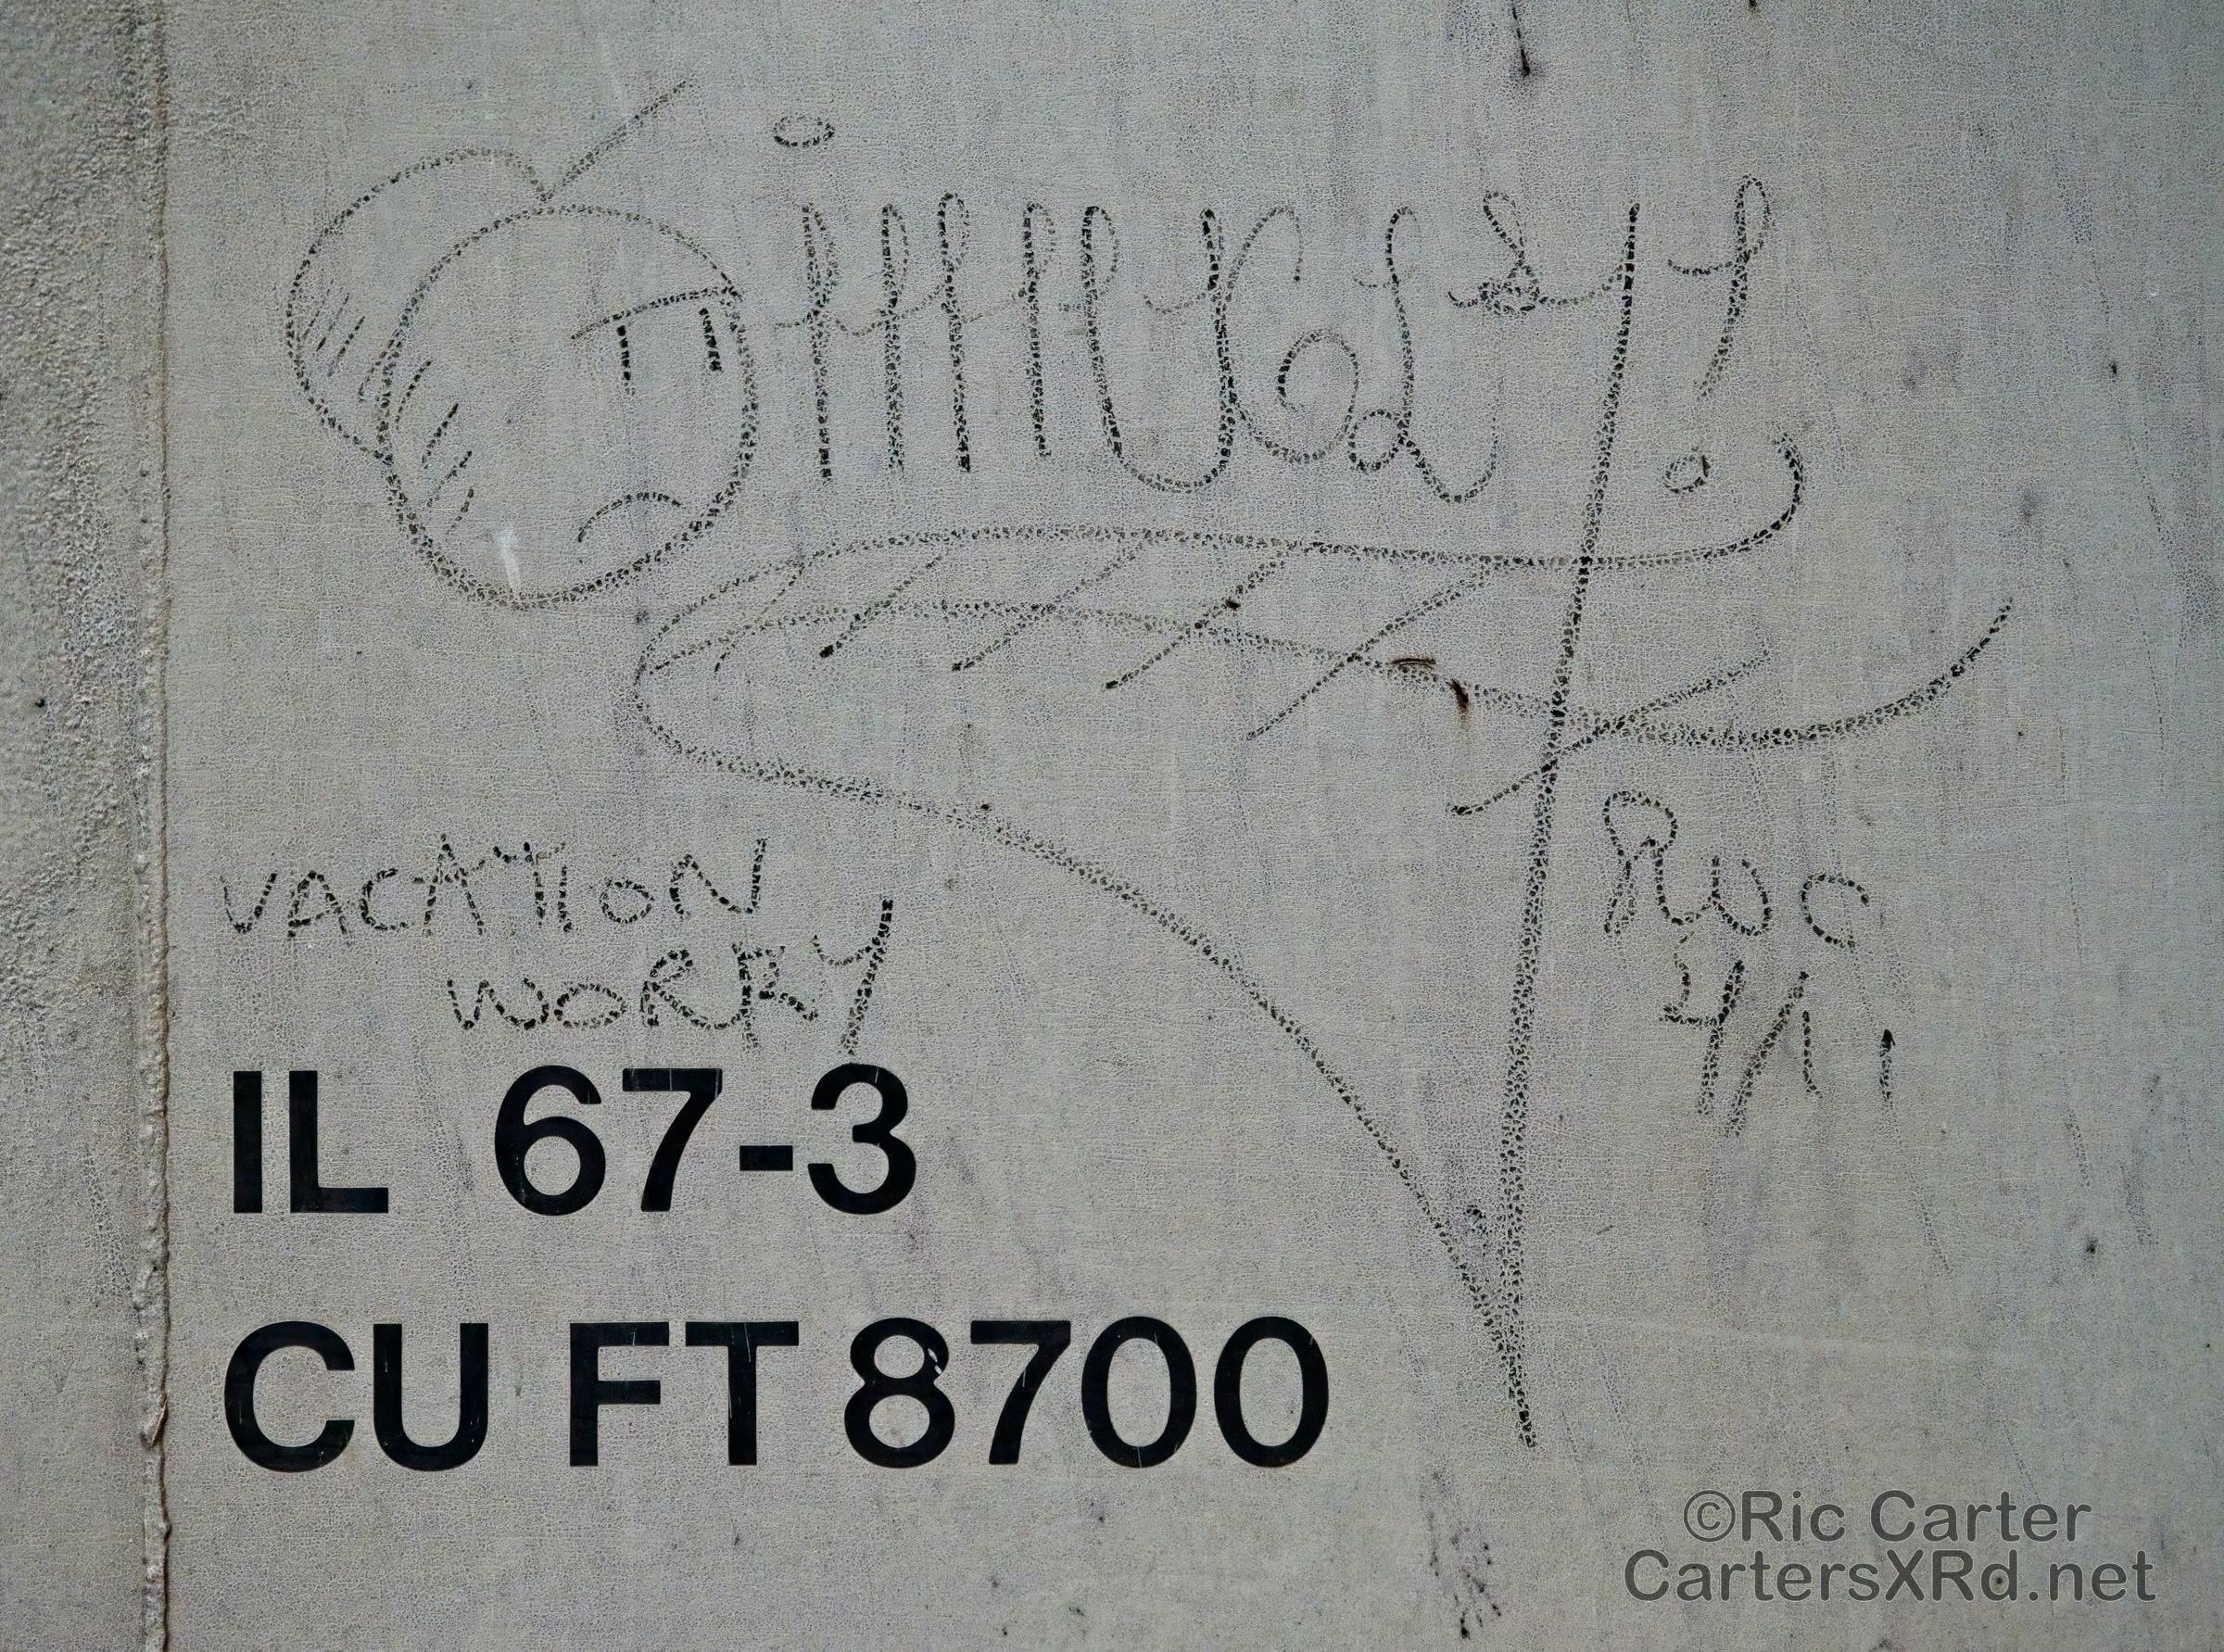 VACATION
WORRY
IL 67-3
CU FT 8700
©Ric Carter
CartersXRd.net